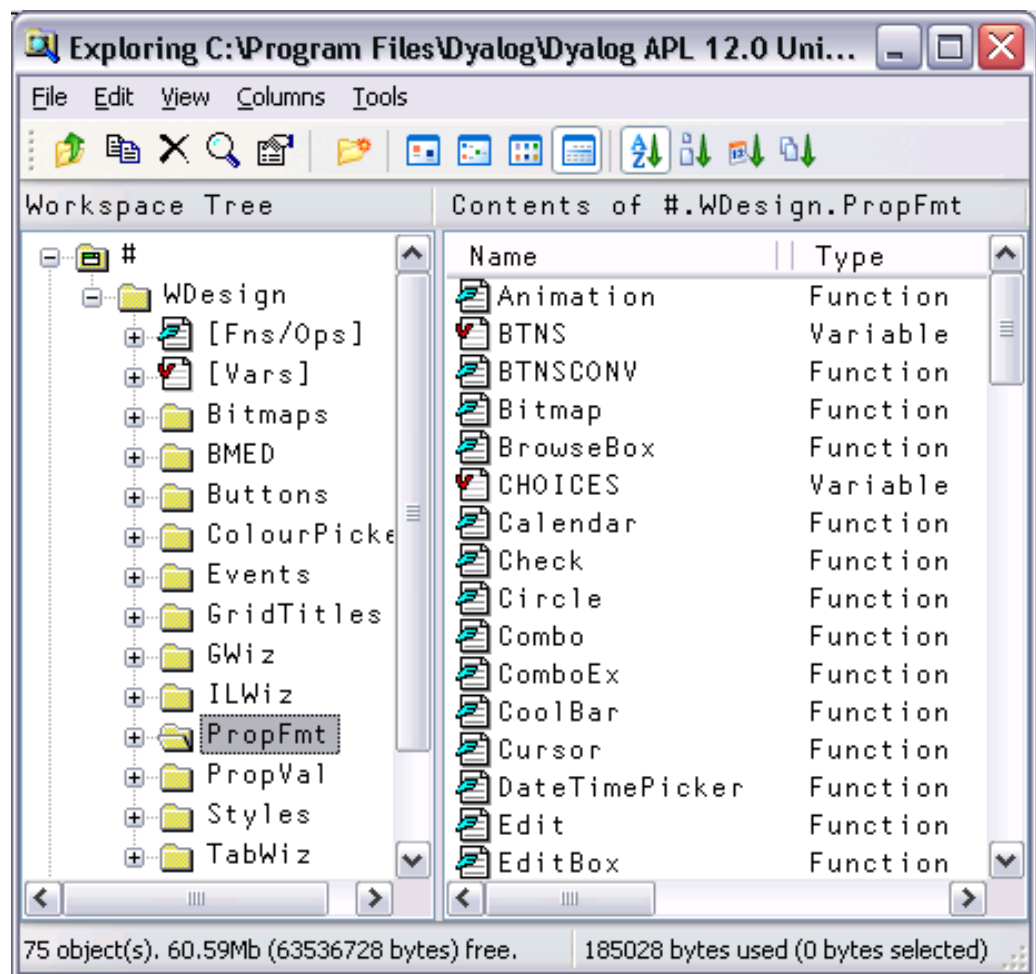 Exploring C:\Program Files\Dyalog\Dyalog APL 12.0 Uni...
File Edit View Columns Tools
Workspace Tree
#
WDesign
[Fns/Ops]
[Vars]
Bitmaps
BMED
Buttons
ColourPicke
Events
GridTitles
GWiz
ILWiz
PropFmt
PropVal
Styles
TabWiz
Contents of #.WDesign.PropFmt
Name Type
Animation Function
BTNS Variable
BTNSCONV Function
Bitmap Function
BrowseBox Function
CHOICES Variable
Calendar Function
Check Function
Circle Function
Combo Function
ComboEx Function
CoolBar Function
Cursor Function
DateTimePicker Function
Edit Function
EditBox Function
75 object(s). 60.59Mb (63536728 bytes) free.
185028 bytes used (0 bytes selected)